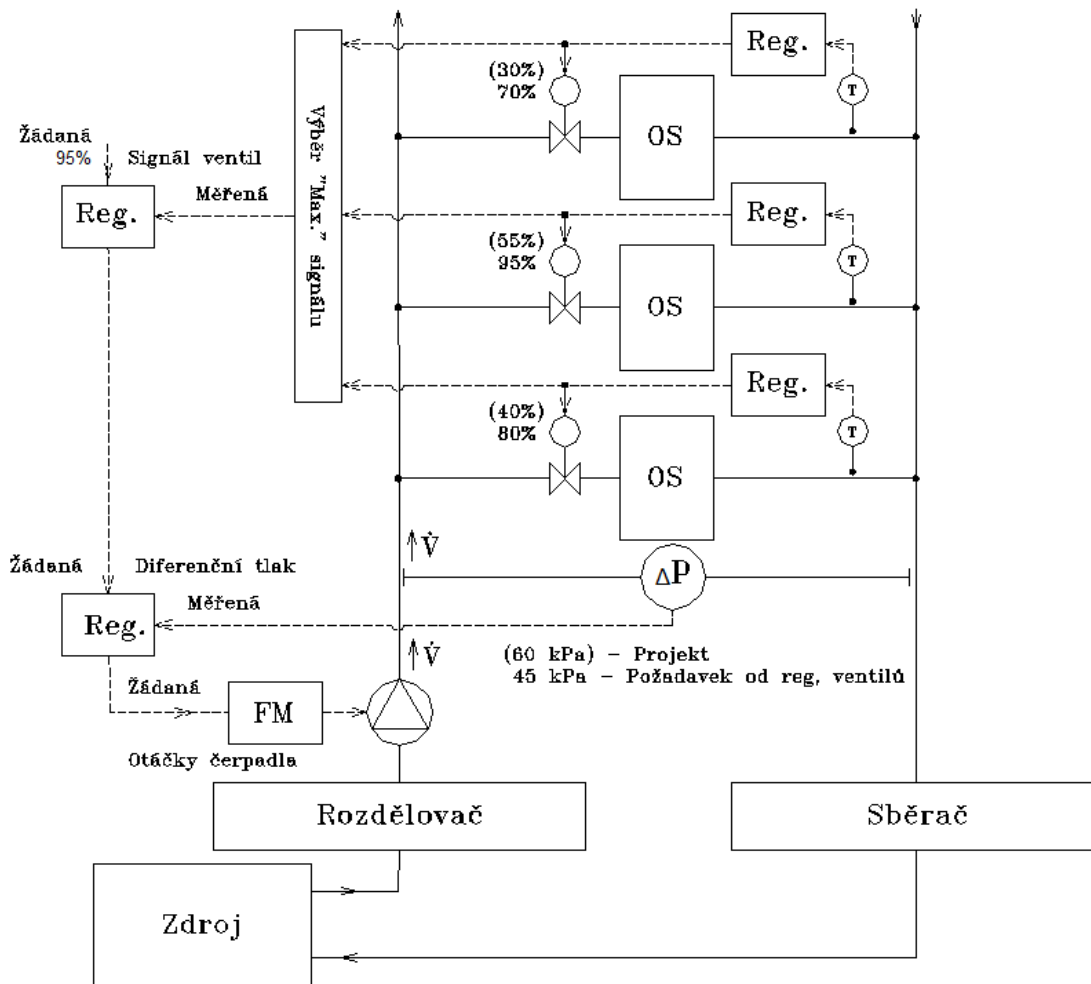 Reg.
(30%)
70%
OS
T
Výběr "Max." signálu
Žádaná
95%
Signál ventil
Měřená
Reg.
Reg.
(55%)
95%
OS
T
Reg.
(40%)
80%
OS
T
V̇
Žádaná
Diferenční tlak
ΔP
Měřená
Reg.
V̇
(60 kPa) - Projekt
45 kPa - Požadavek od reg, ventilů
Žádaná
FM
Otáčky čerpadla
Rozdělovač
Sběrač
Zdroj